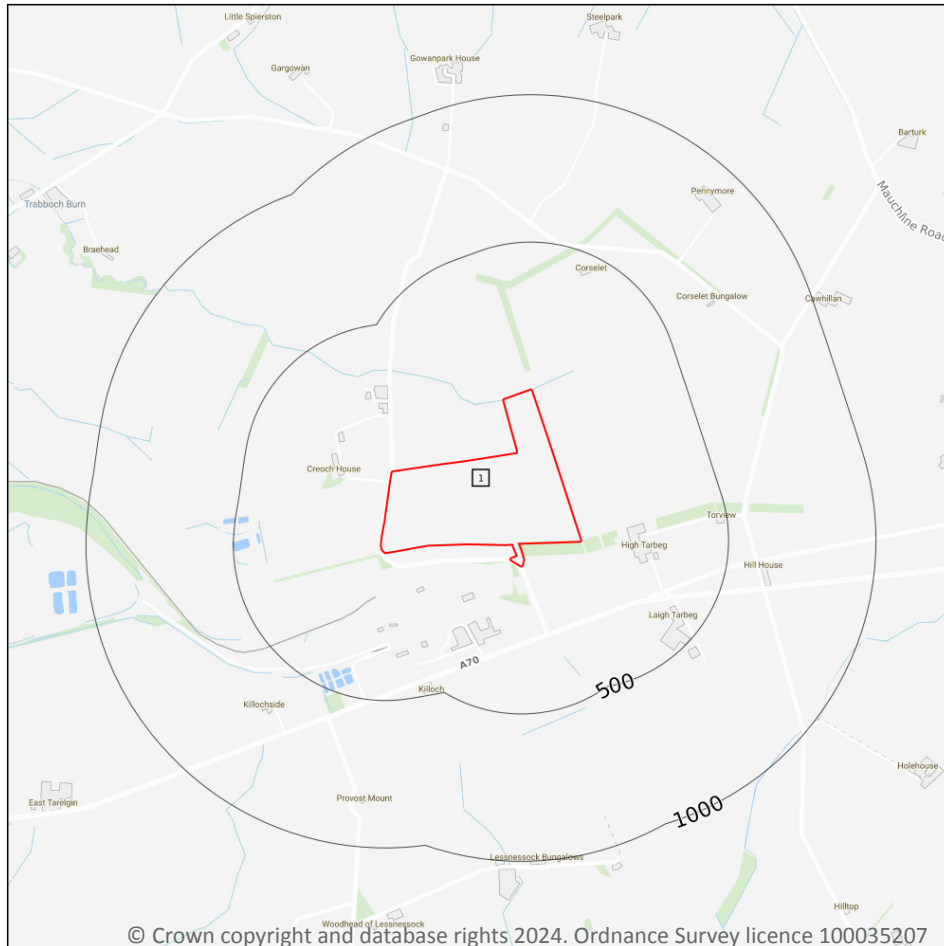 Little Spierston
Steelpark
Gowanpark House
Gargowan
Barturk
Pennymore
Mauchline Road
Trabboch Burn
Braehead
Corselet
Corselet Bungalow
Cowhillan
Creoch House
1
Torview
High Tarbeg
Hill House
Laigh Tarbeg
A70
500
Killoch
Killochside
Holehouse
East Tarelgin
Provost Mount
1000
Lessnessock Bungalows
Hilltop
Woodhead of Lessnessock
© Crown copyright and database rights 2024. Ordnance Survey licence 100035207